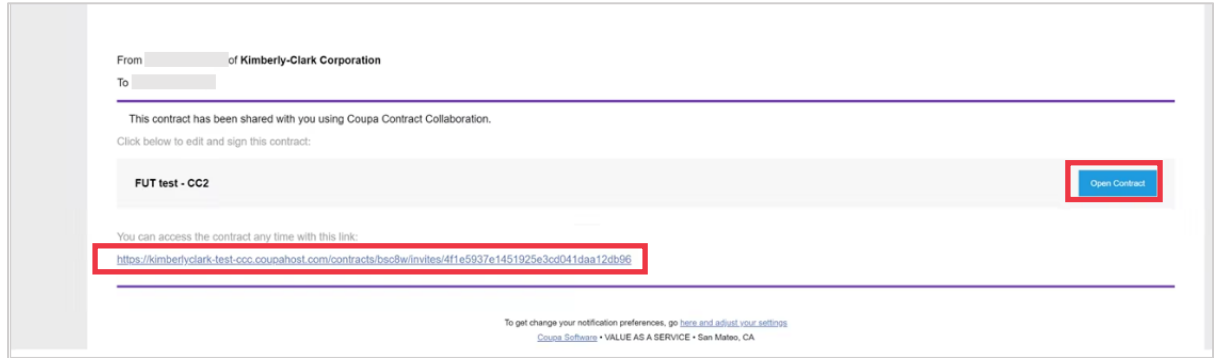 From of Kimberly-Clark Corporation
To
This contract has been shared with you using Coupa Contract Collaboration.
Click below to edit and sign this contract:
FUT test - CC2
Open Contract
You can access the contract any time with this link:
https://kimberlyclark-test-ccc.coupahost.com/contracts/bsc8w/invites/4f1e5937e1451925e3cd041daa12db96
To get change your notification preferences, go here and adjust your settings
Coupa Software • VALUE AS A SERVICE • San Mateo, CA